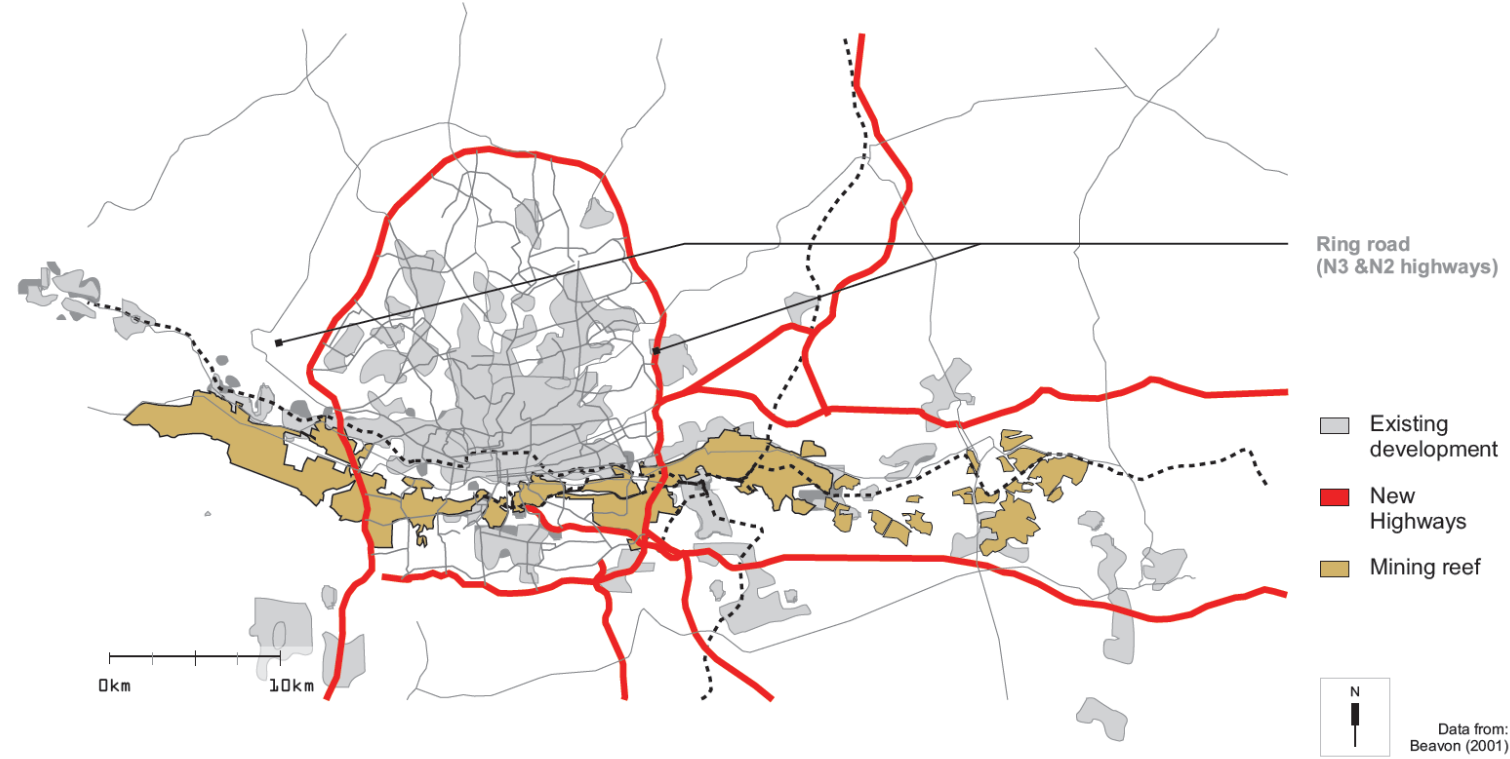 Ring road
(N3 &N2 highways)
Existing
development
New
Highways
Mining reef
0km
10km
N
Data from:
Beavon (2001)